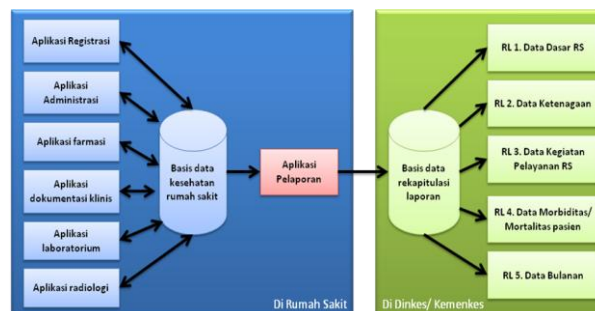 Aplikasi Registrasi
Aplikasi
Administrasi
Aplikasi farmasi
Aplikasi
dokumentasi klinis
Aplikasi
laboratorium
Aplikasi radiologi
Basis data
kesehatan
rumah sakit
Aplikasi
Pelaporan
Di Rumah Sakit
Basis data
rekapitulasi
laporan
RL 1. Data Dasar RS
RL 2. Data Ketenagaan
RL 3. Data Kegiatan
Pelayanan RS
RL 4. Data Morbiditas/
Mortalitas pasien
RL 5. Data Bulanan
Di Dinkes/ Kemenkes